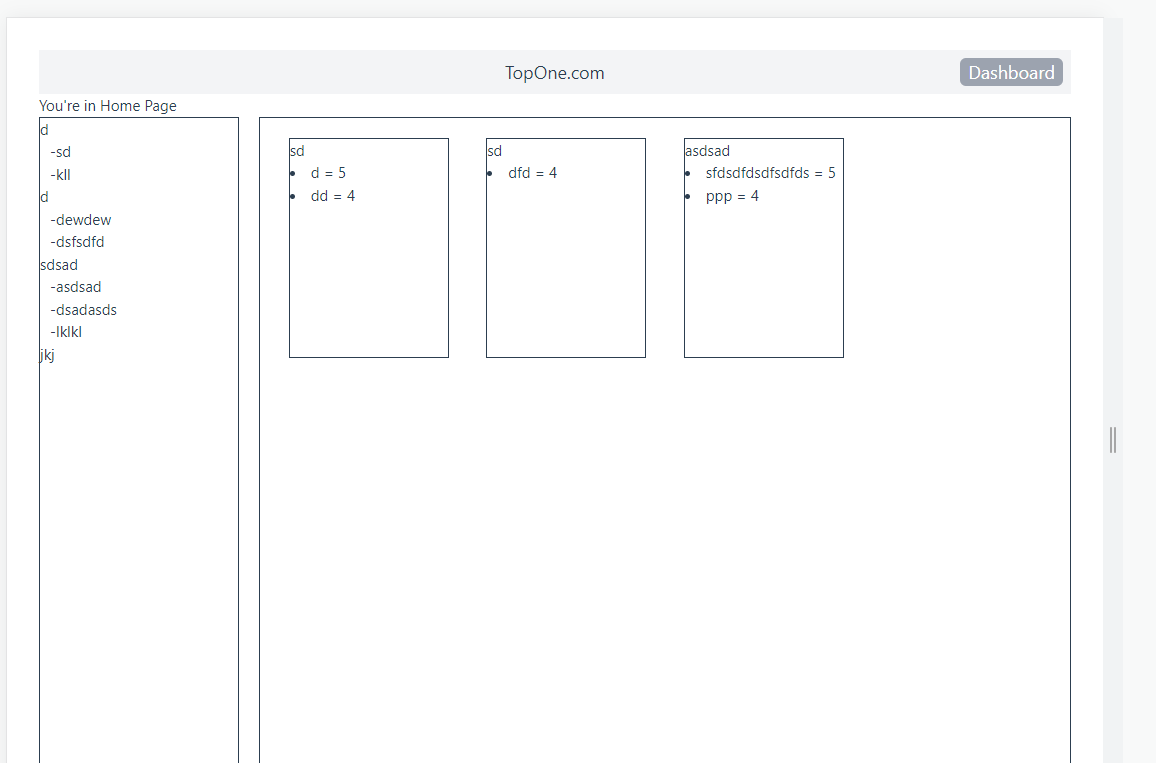 TopOne.com
Dashboard
You're in Home Page
d
-sd
-kll
d
-dewdew
-dsfsdfd
sdsad
-asdsad
-dsadasds
-lklkl
jkj
sd
• d = 5
• dd = 4
sd
• dfd = 4
asdsad
• sfdsdfdsdfsdfds = 5
• ppp = 4